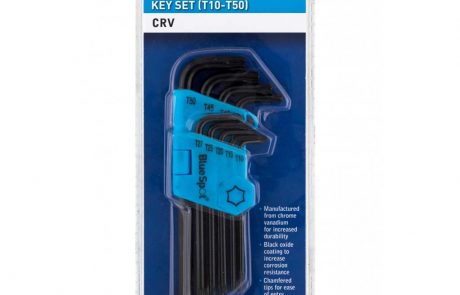 KEY SET (T10-T50)
CRV
T50
T45
T27
T25
T20
T15
T10
BlueSpot
• Manufactured
from chrome
vanadium
for increased
durability
• Black oxide
coating to
increase
corrosion
resistance
• Chamfered
tips for ease
of entry